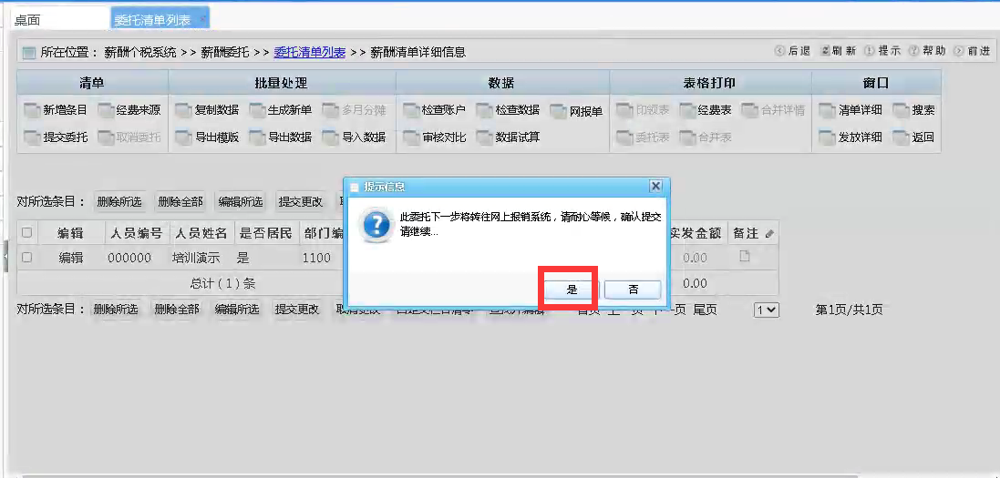 桌面 委托清单列表
所在位置： 薪酬个税系统 >> 薪酬委托 >> 委托清单列表 >> 薪酬清单详细信息 后退 刷新 提示 帮助 前进
清单 批量处理 数据 表格打印 窗口
新增条目 经费来源 复制数据 生成新单 多月分摊 检查账户 检查数据 网报单 印领表 经费表 合并详情 清单详细 搜索
提交委托 取消委托 导出模版 导出数据 导入数据 审核对比 数据试算 委托表 合并表 发放详细 返回
提示信息
此委托下一步将转往网上报销系统，请耐心等候，确认提交
请继续...
是 否
对所选条目： 删除所选 删除全部 编辑所选 提交更改
编辑 人员编号 人员姓名 是否居民 部门编 实发金额 备注
编辑 000000 培训演示 是 1100 0.00
总计 ( 1 ) 条 0.00
对所选条目： 删除所选 删除全部 编辑所选 提交更改 取消更改 首页 上一页 下一页 尾页 1 第1页/共1页